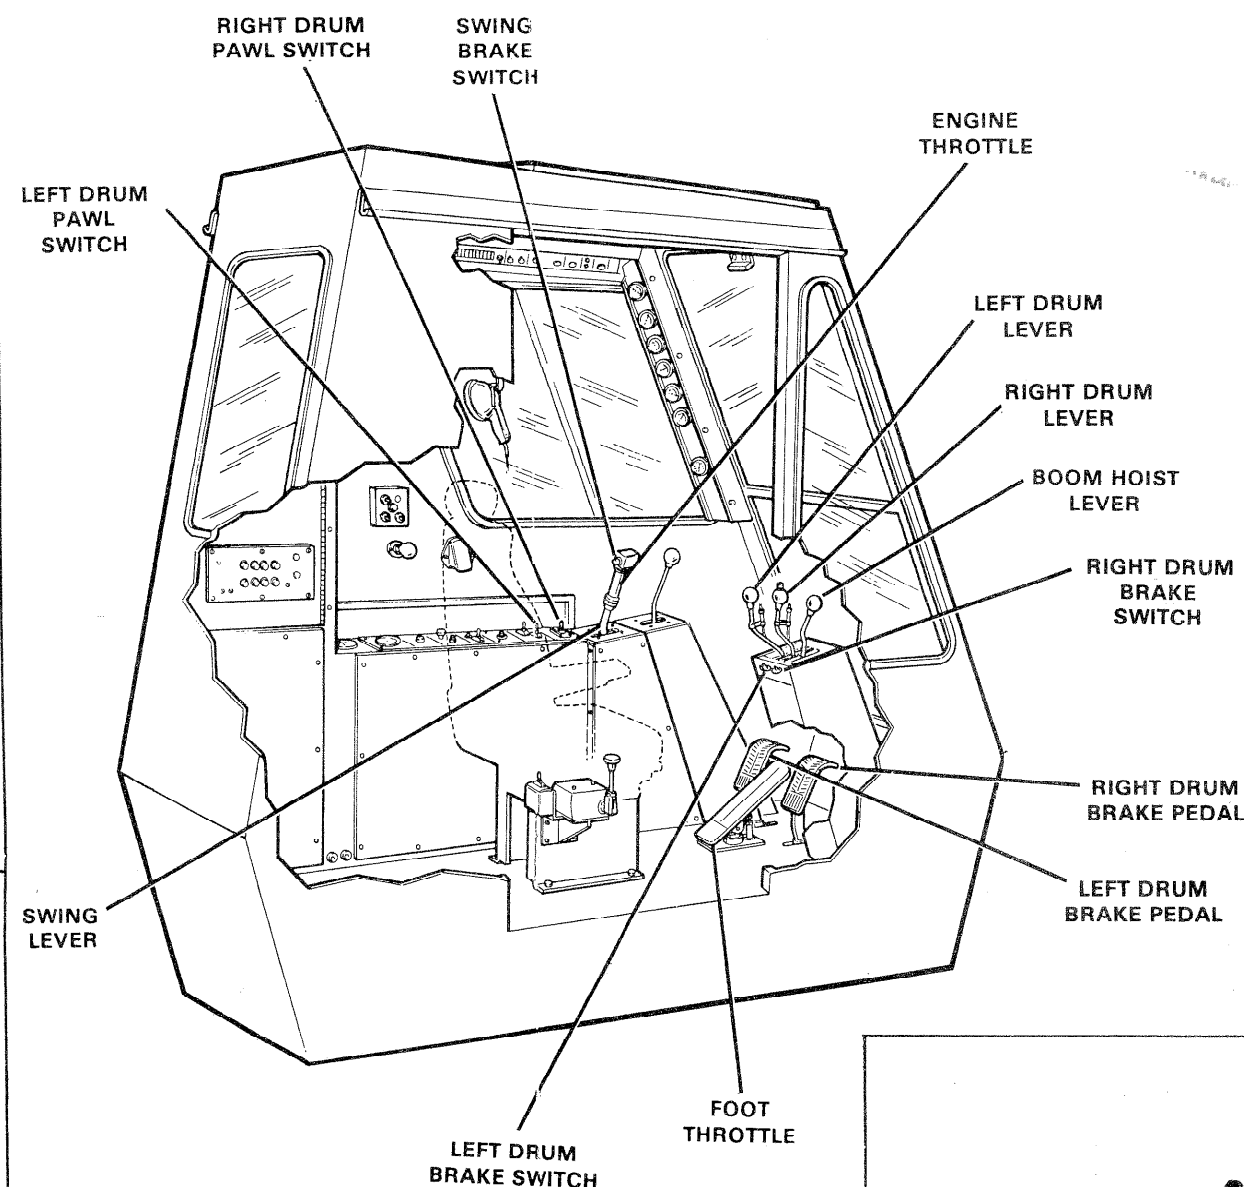 RIGHT DRUM
PAWL SWITCH
SWING
BRAKE
SWITCH
ENGINE
THROTTLE
LEFT DRUM
PAWL
SWITCH
LEFT DRUM
LEVER
RIGHT DRUM
LEVER
BOOM HOIST
LEVER
RIGHT DRUM
BRAKE
SWITCH
RIGHT DRUM
BRAKE PEDAL
LEFT DRUM
BRAKE PEDAL
SWING
LEVER
FOOT
THROTTLE
LEFT DRUM
BRAKE SWITCH